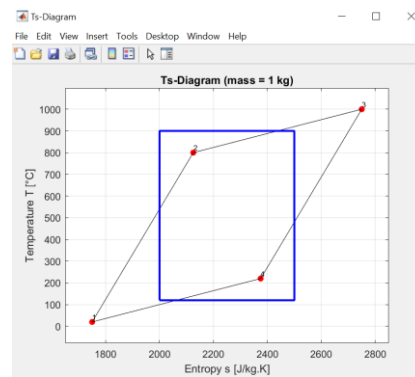 Ts-Diagram
File Edit View Insert Tools Desktop Window Help
Ts-Diagram (mass = 1 kg)
1000
900
800
700
600
500
400
300
200
100
0
Temperature T [°C]
1
2
3
4
1800 2000 2200 2400 2600 2800
Entropy s [J/kg.K]